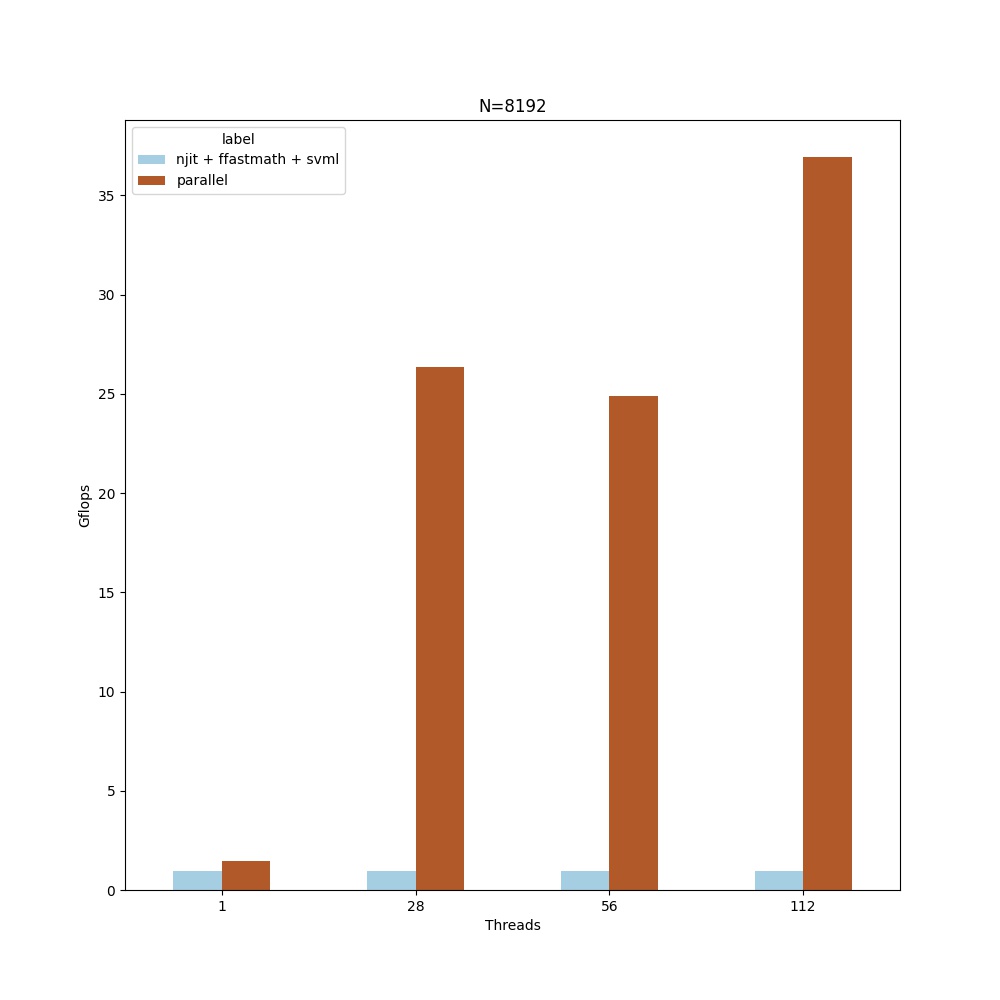 N=8192
label
njit + ffastmath + svml
parallel
35
30
25
20
15
10
5
0
Gflops
1 28 56 112
Threads